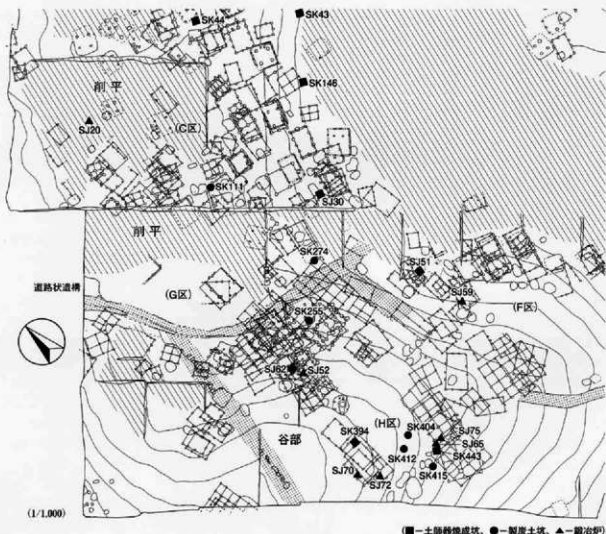 SK44
SK43
削平
SK146
(C区)
SJ20
SK111
SJ30
削平
SK274
SJ51
道路状遺構
(G区)
SJ59
(F区)
SK255
SJ62
SJ52
谷部
SK394
(H区)
SK404
SJ75
SJ65
SK412
SK443
SJ70
SJ72
SK415
(1/1,000)
(■-土師器焼成坑、●-製炭土坑、▲-鍛冶炉)